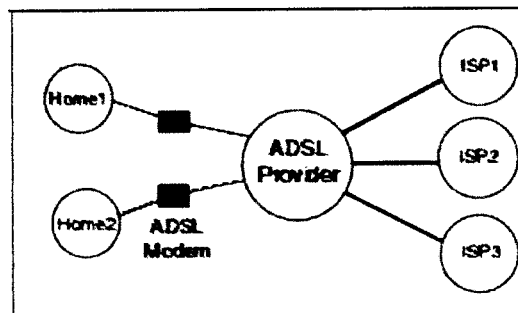 Home1
ADSL
Provider
ISP1
ISP2
ISP3
Home2
ADSL
Modem